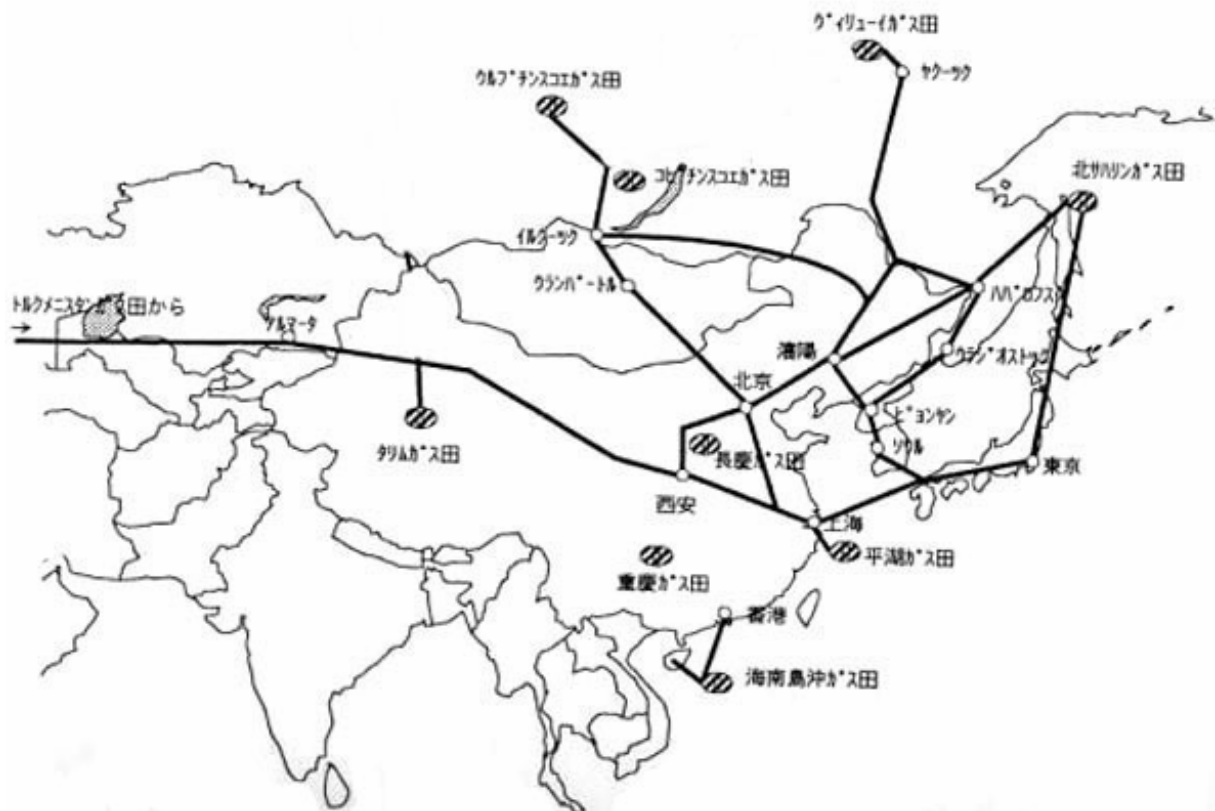 ヴィリューイガス田
ヤクーツク
ウルブチンスコエガス田
コビクチンスコエガス田
北サハリンガス田
イルクーツク
ウランバートル
トルクメニスタンガス田から
→
アルマータ
ハバロフスク
瀋陽
ウラジオストック
北京
ピョンヤン
タリムガス田
長慶ガス田
ソウル
東京
西安
上海
平湖ガス田
重慶ガス田
香港
海南島沖ガス田